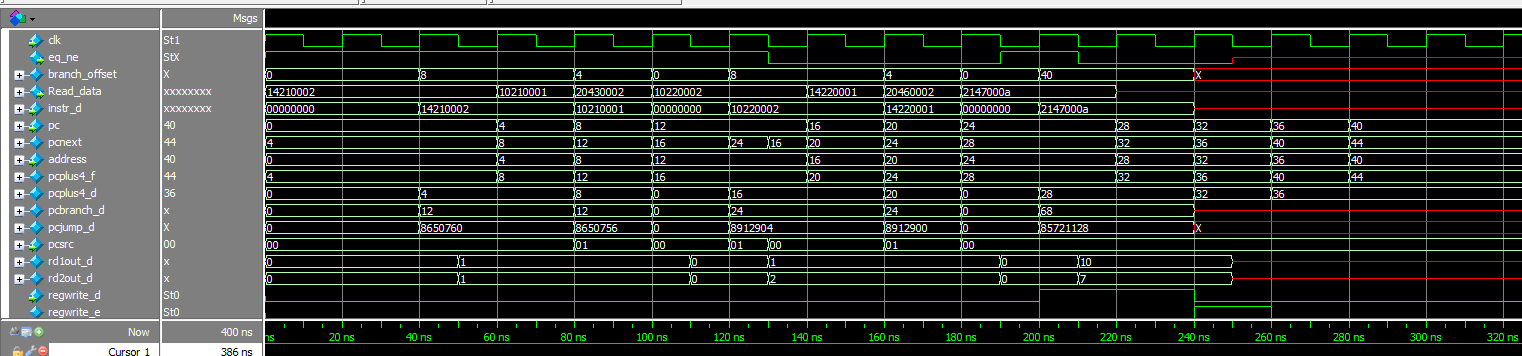 Msgs
clk St1
eq_ne StX
branch_offset X 0 8 4 0 8 4 0 40 X
Read_data xxxxxxxx 14210002 10210001 20430002 10220002 14220001 20460002 2147000a
instr_d xxxxxxxx 00000000 14210002 10210001 00000000 10220002 14220001 00000000 2147000a
pc 40 0 4 8 12 16 20 24 28 32 36 40
pcnext 44 4 8 12 16 24 16 20 24 28 32 36 40 44
address 40 0 4 8 12 16 20 24 28 32 36 40
pcplus4_f 44 4 8 12 16 20 24 28 32 36 40 44
pcplus4_d 36 0 4 8 0 16 20 0 28 32 36
pcbranch_d x 0 12 12 0 24 24 0 68
pcjump_d X 0 8650760 8650756 0 8912904 8912900 0 85721128 X
pcsrc 00 00 01 00 01 00 01 00
rd1out_d x 0 1 0 1 0 10
rd2out_d x 0 1 0 2 0 7
regwrite_d St0
regwrite_e St0
Now 400 ns ns 20 ns 40 ns 60 ns 80 ns 100 ns 120 ns 140 ns 160 ns 180 ns 200 ns 220 ns 240 ns 260 ns 280 ns 300 ns 320 ns
Cursor 1 386 ns